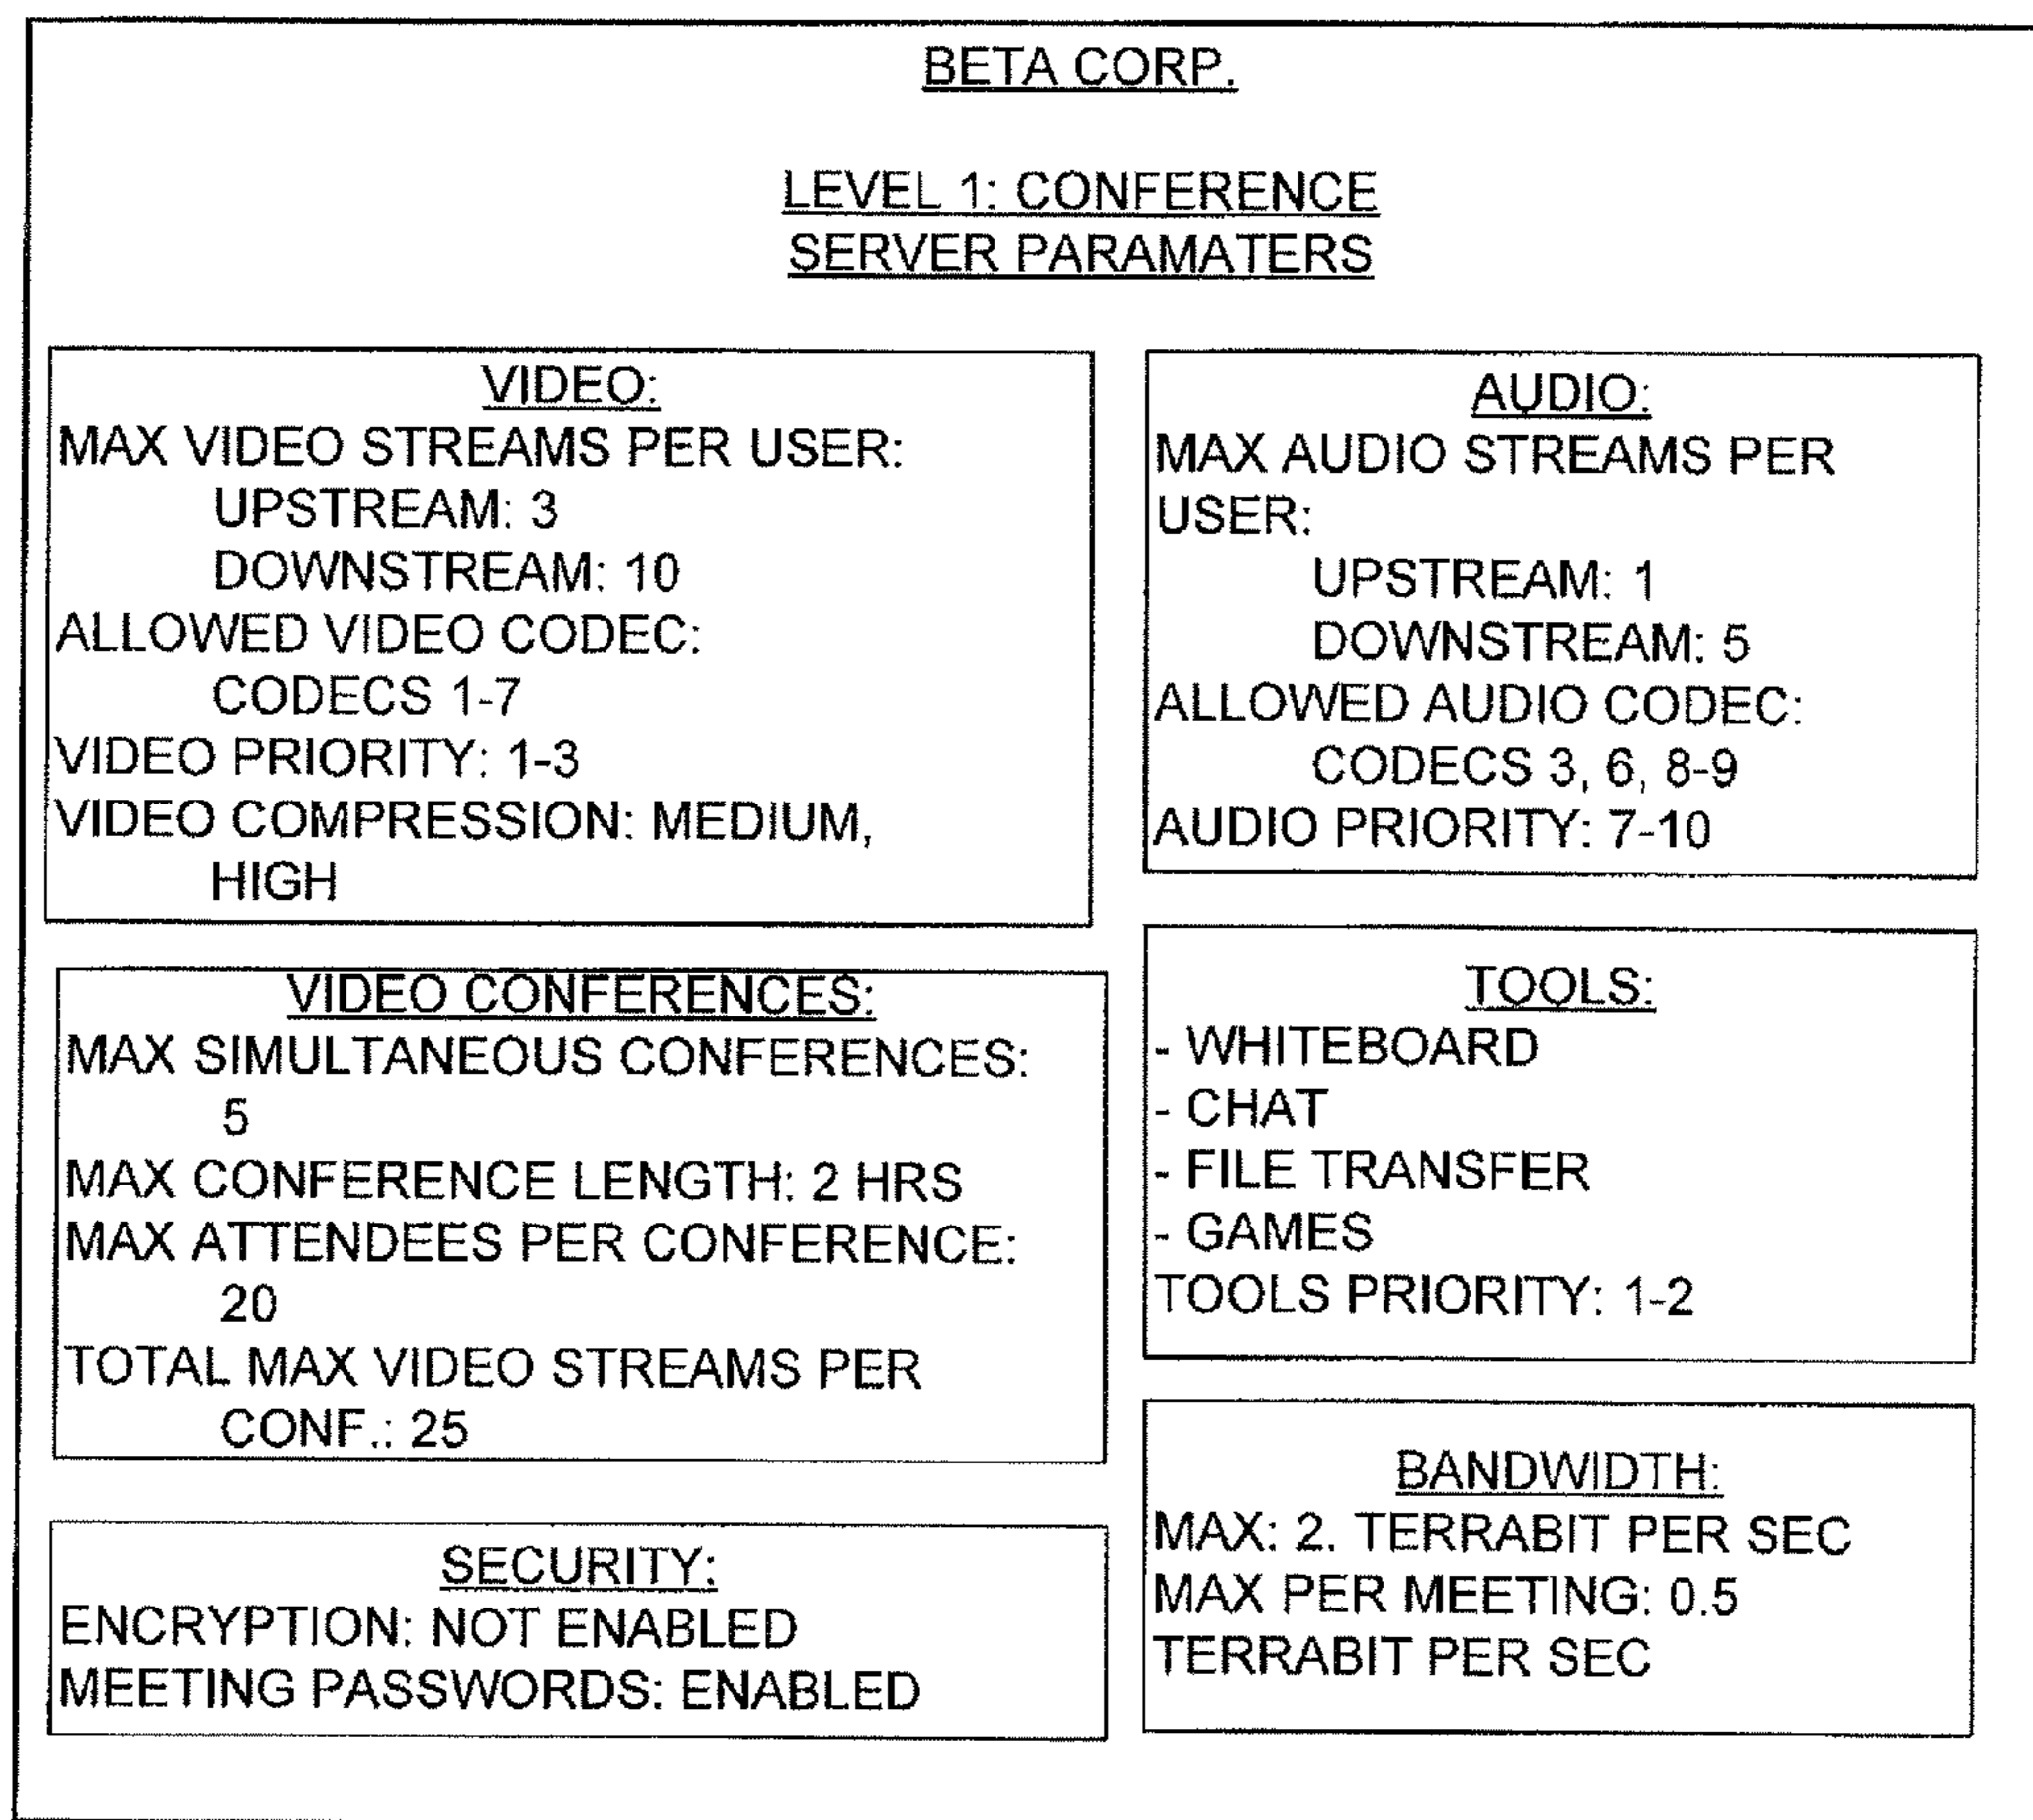 BETA CORP.
LEVEL 1: CONFERENCE
SERVER PARAMATERS
VIDEO:
MAX VIDEO STREAMS PER USER:
UPSTREAM: 3
DOWNSTREAM: 10
ALLOWED VIDEO CODEC:
CODECS 1-7
VIDEO PRIORITY: 1-3
VIDEO COMPRESSION: MEDIUM,
HIGH
AUDIO:
MAX AUDIO STREAMS PER
USER:
UPSTREAM: 1
DOWNSTREAM: 5
ALLOWED AUDIO CODEC:
CODECS 3, 6, 8-9
AUDIO PRIORITY: 7-10
VIDEO CONFERENCES:
MAX SIMULTANEOUS CONFERENCES:
5
MAX CONFERENCE LENGTH: 2 HRS
MAX ATTENDEES PER CONFERENCE:
20
TOTAL MAX VIDEO STREAMS PER
CONF.: 25
TOOLS:
- WHITEBOARD
- CHAT
- FILE TRANSFER
- GAMES
TOOLS PRIORITY: 1-2
SECURITY:
ENCRYPTION: NOT ENABLED
MEETING PASSWORDS: ENABLED
BANDWIDTH:
MAX: 2. TERRABIT PER SEC
MAX PER MEETING: 0.5
TERRABIT PER SEC